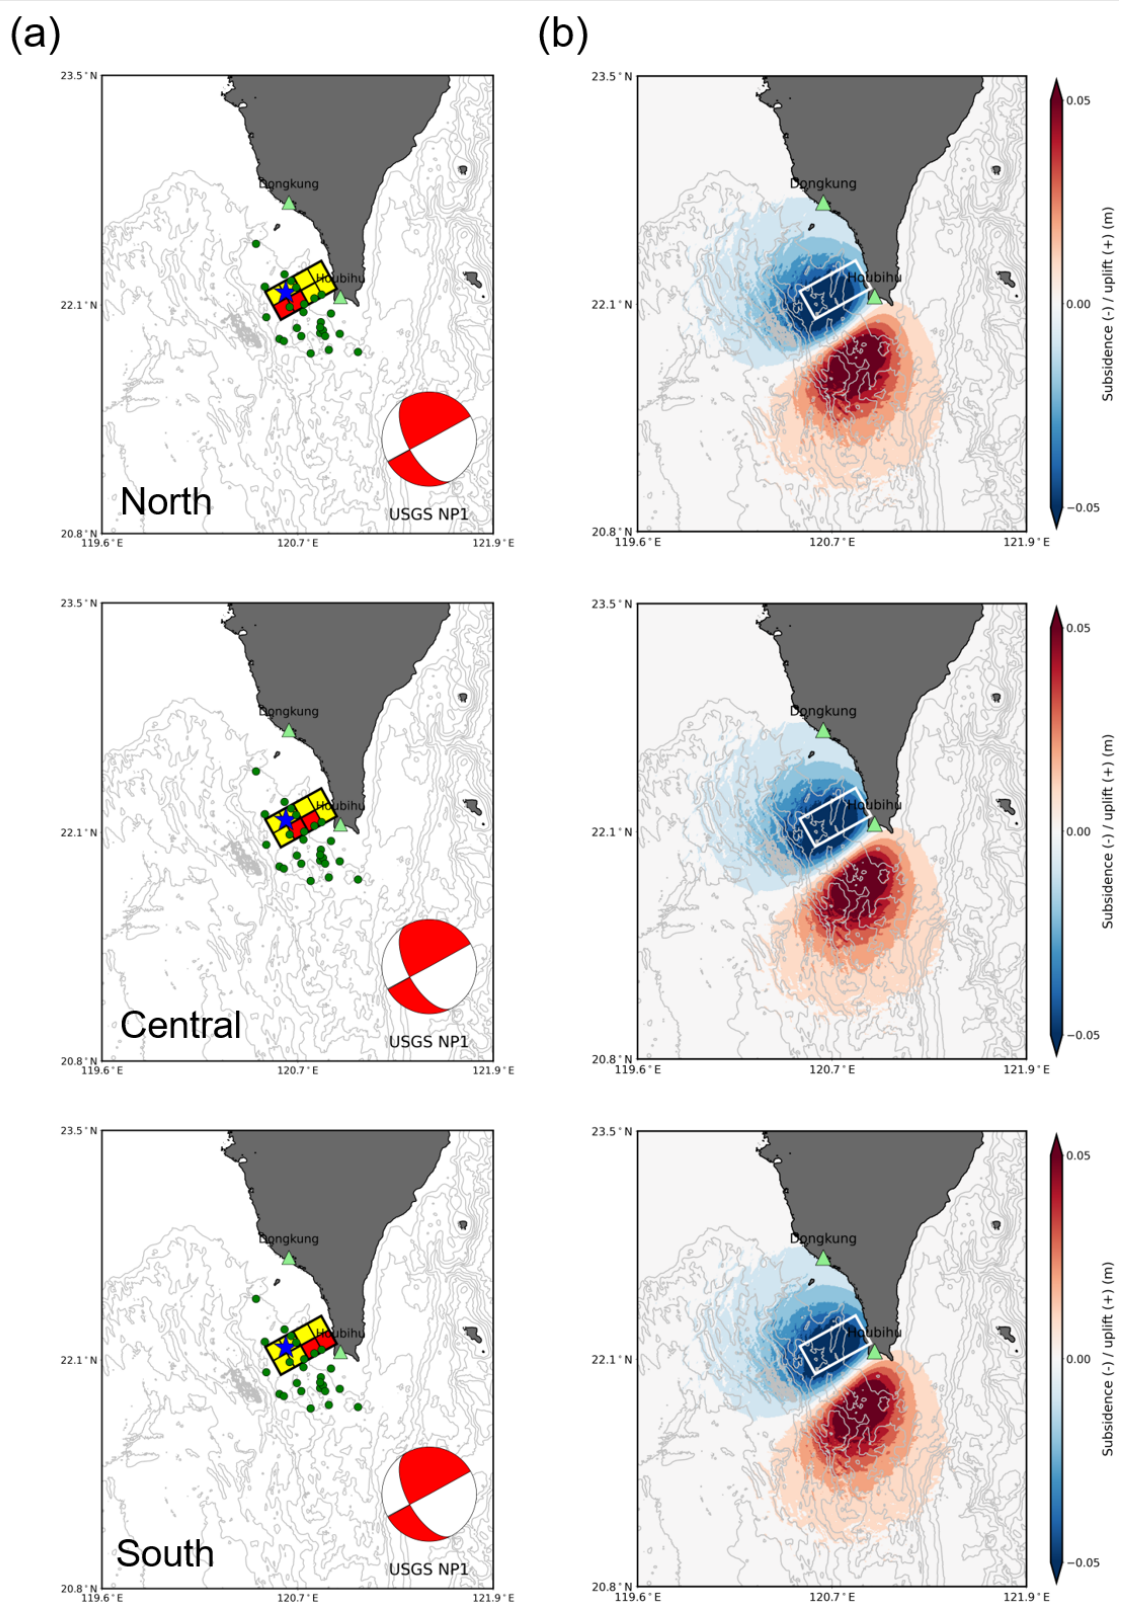 (a)
(b)
23.5°N
Dongkung
Houbihu
22.1°N
North
USGS NP1
20.8°N
119.6°E
120.7°E
121.9°E
23.5°N
Dongkung
Houbihu
22.1°N
20.8°N
119.6°E
120.7°E
121.9°E
0.05
0.00
−0.05
Subsidence (-) / uplift (+) (m)
23.5°N
Dongkung
Houbihu
22.1°N
Central
USGS NP1
20.8°N
119.6°E
120.7°E
121.9°E
23.5°N
Dongkung
Houbihu
22.1°N
20.8°N
119.6°E
120.7°E
121.9°E
0.05
0.00
−0.05
Subsidence (-) / uplift (+) (m)
23.5°N
Dongkung
Houbihu
22.1°N
South
USGS NP1
20.8°N
119.6°E
120.7°E
121.9°E
23.5°N
Dongkung
Houbihu
22.1°N
20.8°N
119.6°E
120.7°E
121.9°E
0.05
0.00
−0.05
Subsidence (-) / uplift (+) (m)